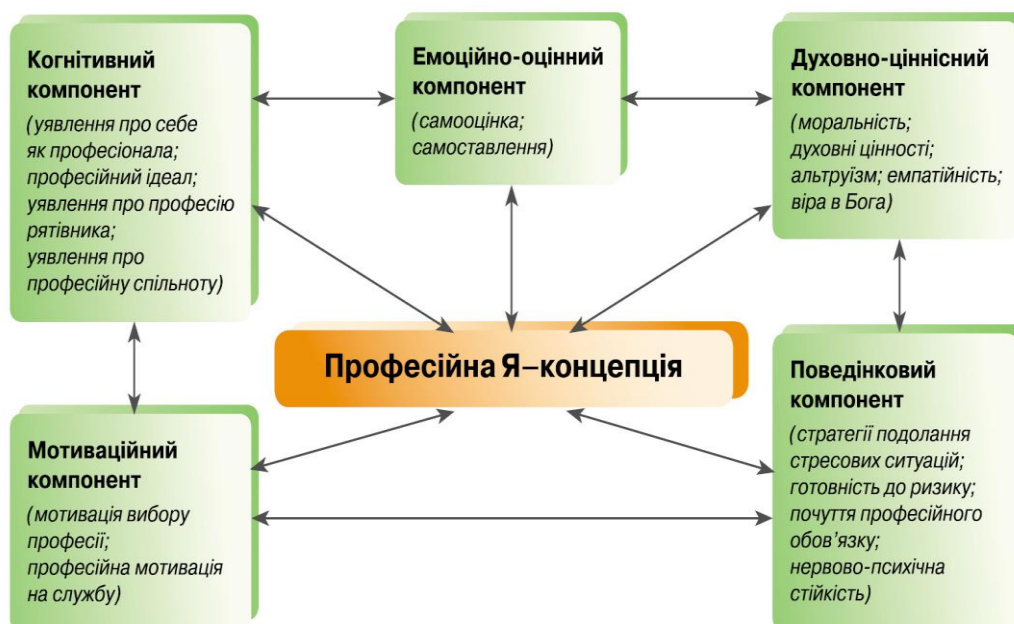 Когнітивний
компонент
(уявлення про себе
як професіонала;
професійний ідеал;
уявлення про професію
рятівника;
уявлення про
професійну спільноту)
Емоційно-оцінний
компонент
(самооцінка;
самоставлення)
Духовно-ціннісний
компонент
(моральність;
духовні цінності;
альтруїзм; емпатійність;
віра в Бога)
Професійна Я–концепція
Мотиваційний
компонент
(мотивація вибору
професії;
професійна мотивація
на службу)
Поведінковий
компонент
(стратегії подолання
стресових ситуацій;
готовність до ризику;
почуття професійного
обов’язку;
нервово-психічна
стійкість)